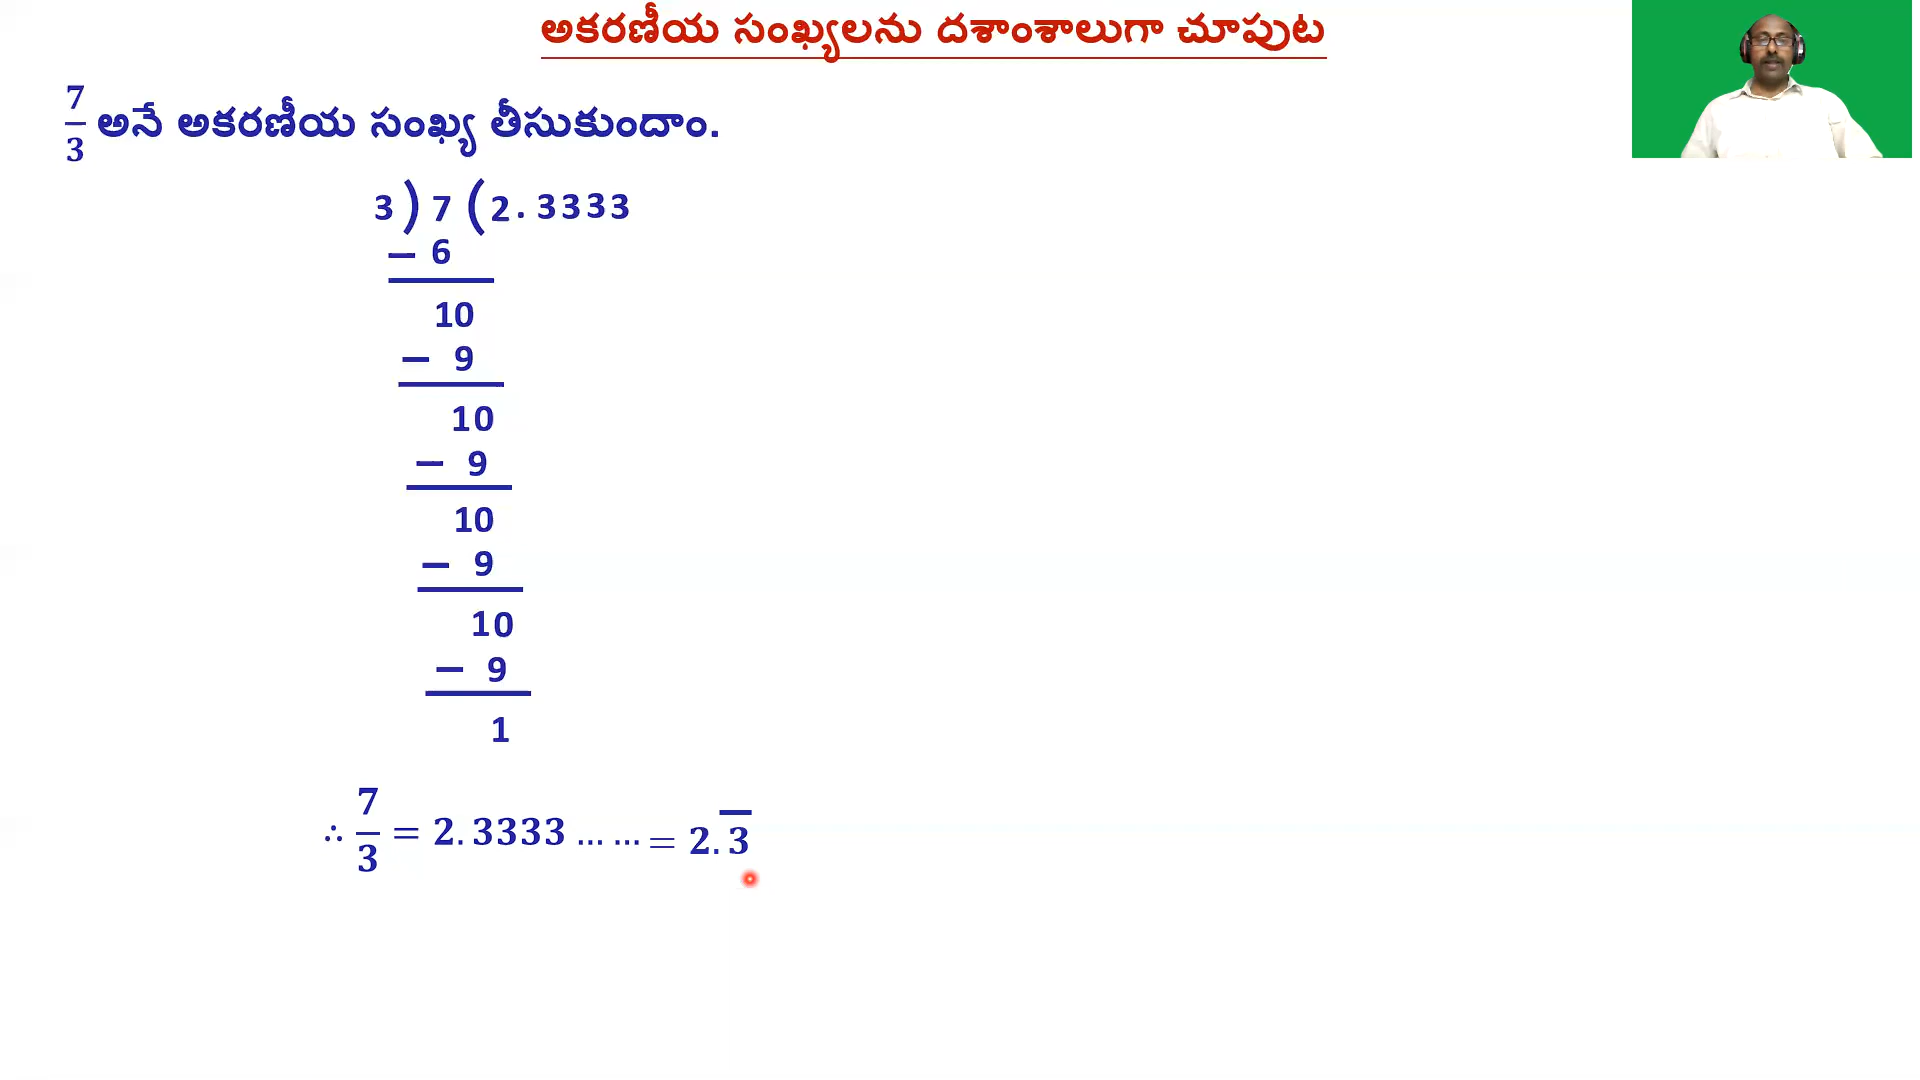 అకరణీయ సంఖ్యలను దశాంశాలుగా చూపుట
7/3 అనే అకరణీయ సంఖ్య తీసుకుందాం.
3 ) 7 ( 2.3333
− 6
10
− 9
10
− 9
10
− 9
10
− 9
1
∴ 7/3 = 2.3333 … … = 2.3̅